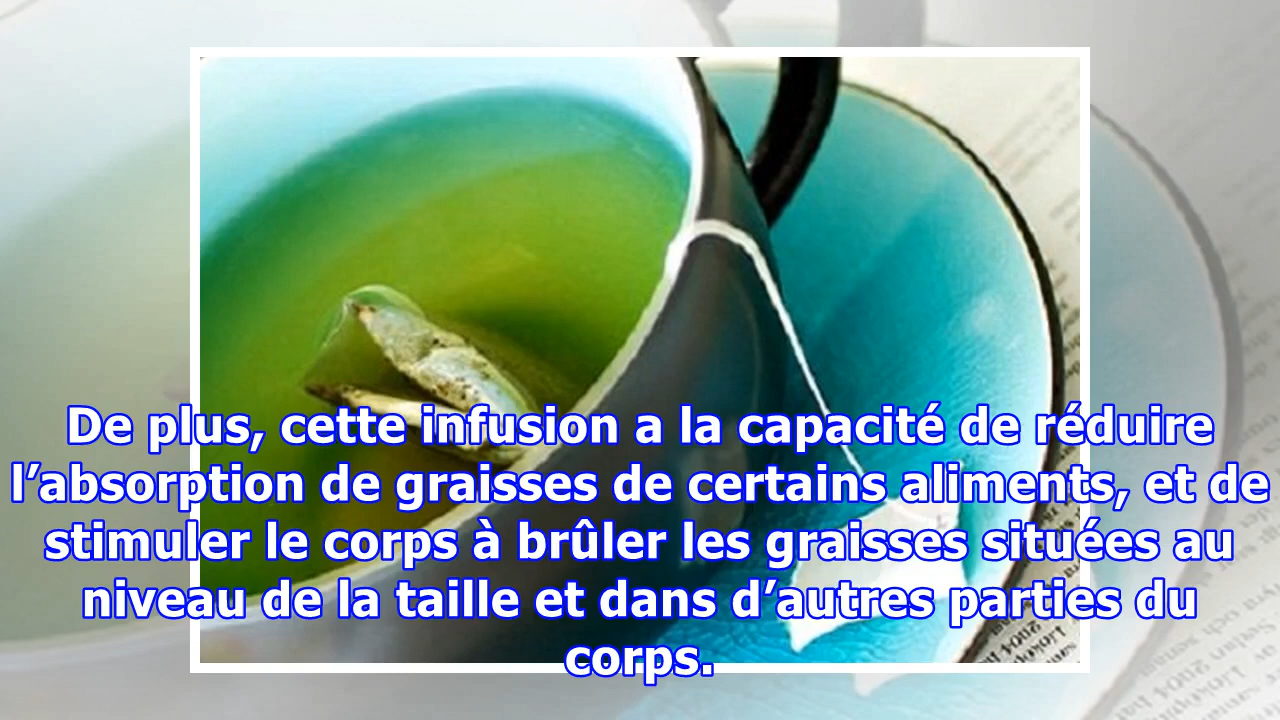 De plus, cette infusion a la capacité de réduire
l’absorption de graisses de certains aliments, et de
stimuler le corps à brûler les graisses situées au
niveau de la taille et dans d’autres parties du
corps.